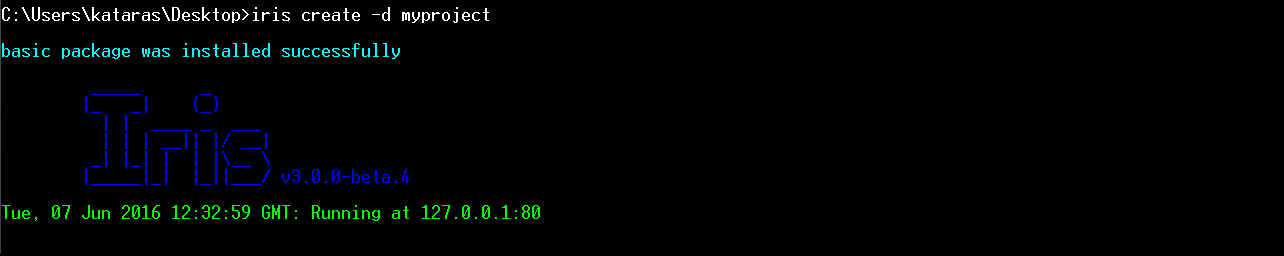 C:\Users\kataras\Desktop>iris create -d myproject
basic package was installed successfully
Iris v3.0.0-beta.4
Tue, 07 Jun 2016 12:32:59 GMT: Running at 127.0.0.1:80